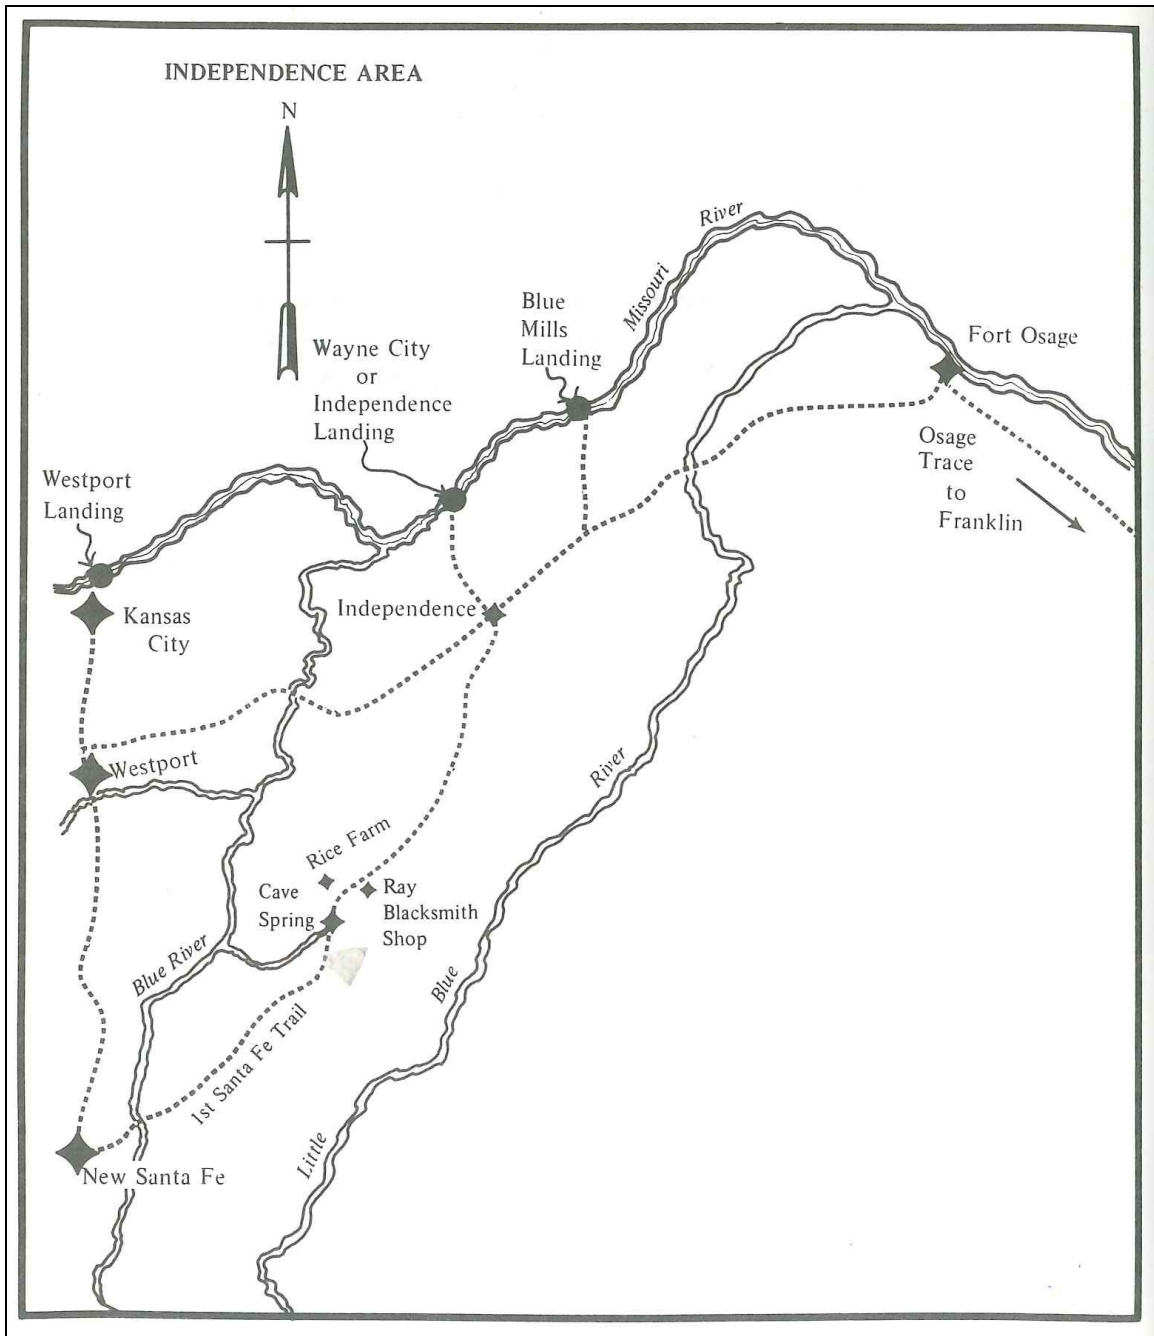 INDEPENDENCE AREA
N
River
Missouri
Blue
Mills
Landing
Fort Osage
Wayne City
or
Independence
Landing
Osage
Trace
to
Franklin
Westport
Landing
Independence
Kansas
City
Westport
River
Rice Farm
Cave
Spring
Ray
Blacksmith
Shop
Blue River
Blue
1st Santa Fe Trail
Little
New Santa Fe